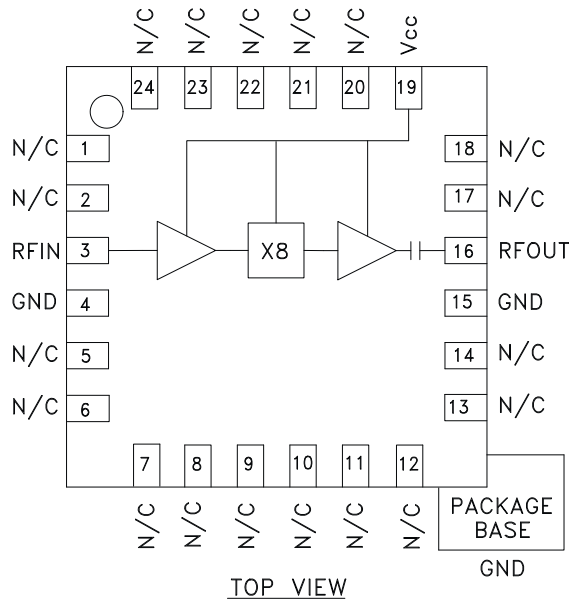 N/C N/C N/C N/C N/C Vcc
24 23 22 21 20 19
N/C 1 18 N/C
N/C 2 17 N/C
RFIN 3 X8 16 RFOUT
GND 4 15 GND
N/C 5 14 N/C
N/C 6 13 N/C
7 8 9 10 11 12
N/C N/C N/C N/C N/C N/C
PACKAGE
BASE
GND
TOP VIEW